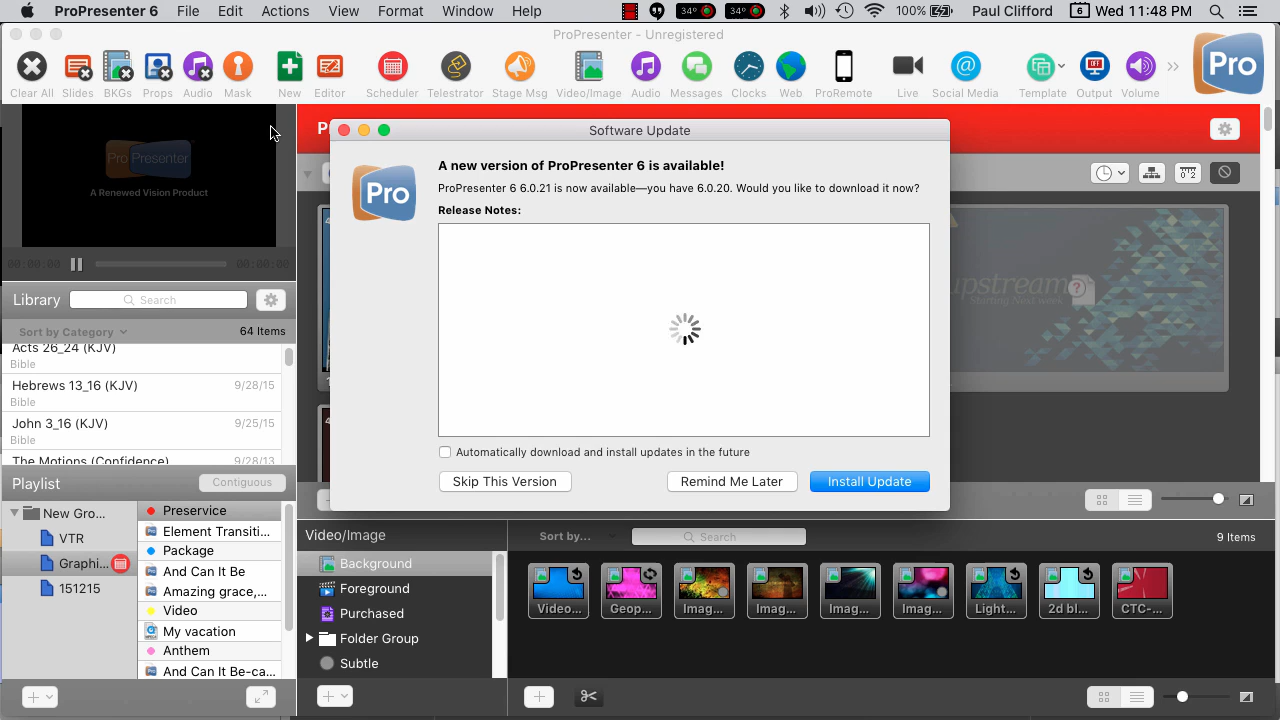 ProPresenter 6 File Edit Actions View Format Window Help 34° 34° 100% Paul Clifford 6 Wed 11:48 PM
ProPresenter - Unregistered
Clear All Slides BKGs Props Audio Mask New Editor Scheduler Telestrator Stage Msg Video/Image Audio Messages Clocks Web ProRemote Live Social Media Template Output Volume
Pro
Pro Presenter
A Renewed Vision Product
00:00.00 00:00:00
Software Update
A new version of ProPresenter 6 is available!
ProPresenter 6 6.0.21 is now available—you have 6.0.20. Would you like to download it now?
Pro
Release Notes:
Automatically download and install updates in the future
Skip This Version Remind Me Later Install Update
upstream
Starting Next week
Library Search
Sort by Category 64 Items
Acts 26_24 (KJV)
Bible
Hebrews 13_16 (KJV) 9/28/15
Bible
John 3_16 (KJV) 9/25/15
Bible
The Motions (Confidence) 9/28/13
Playlist Contiguous
New Gro...
VTR
Graphi...
151215
Preservice
Element Transiti...
Package
And Can It Be
Amazing grace,...
Video
My vacation
Anthem
And Can It Be-ca...
Video/Image
Background
Foreground
Purchased
Folder Group
Subtle
Sort by... Search 9 Items
Video... Geop... Imag... Imag... Imag... Imag... Light... 2d bl... CTC-...